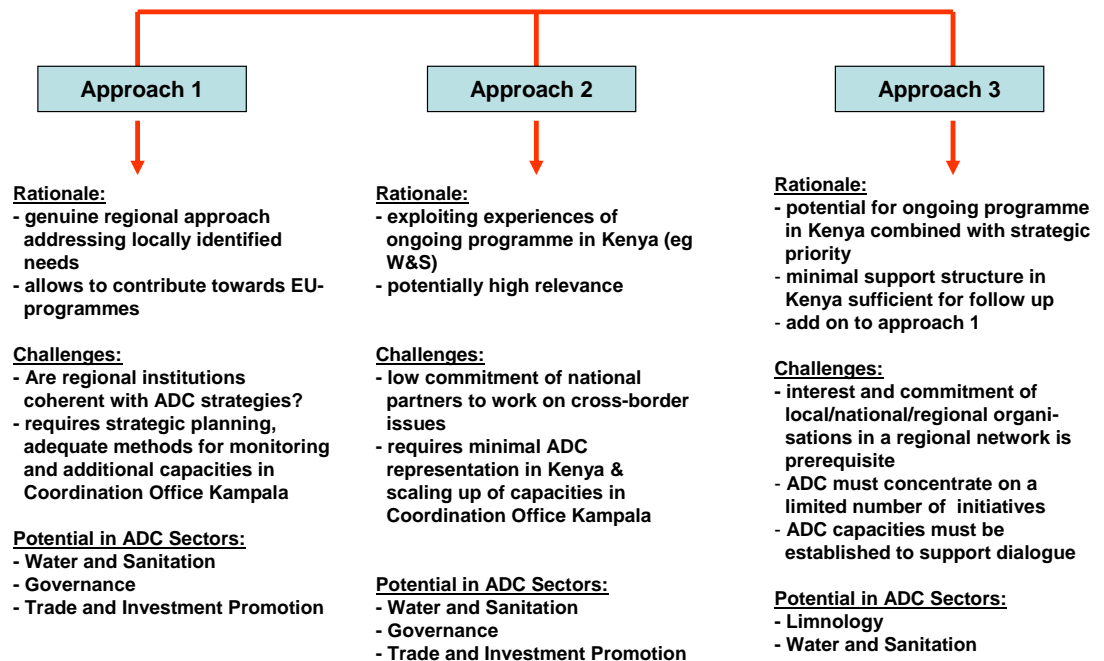 Approach 1
Rationale:
- genuine regional approach
addressing locally identified
needs
- allows to contribute towards EU-
programmes
Challenges:
- Are regional institutions
coherent with ADC strategies?
- requires strategic planning,
adequate methods for monitoring
and additional capacities in
Coordination Office Kampala
Potential in ADC Sectors:
- Water and Sanitation
- Governance
- Trade and Investment Promotion
Approach 2
Rationale:
- exploiting experiences of
ongoing programme in Kenya (eg
W&S)
- potentially high relevance
Challenges:
- low commitment of national
partners to work on cross-border
issues
- requires minimal ADC
representation in Kenya &
scaling up of capacities in
Coordination Office Kampala
Potential in ADC Sectors:
- Water and Sanitation
- Governance
- Trade and Investment Promotion
Approach 3
Rationale:
- potential for ongoing programme
in Kenya combined with strategic
priority
- minimal support structure in
Kenya sufficient for follow up
- add on to approach 1
Challenges:
- interest and commitment of
local/national/regional organi-
sations in a regional network is
prerequisite
- ADC must concentrate on a
limited number of initiatives
- ADC capacities must be
established to support dialogue
Potential in ADC Sectors:
- Limnology
- Water and Sanitation